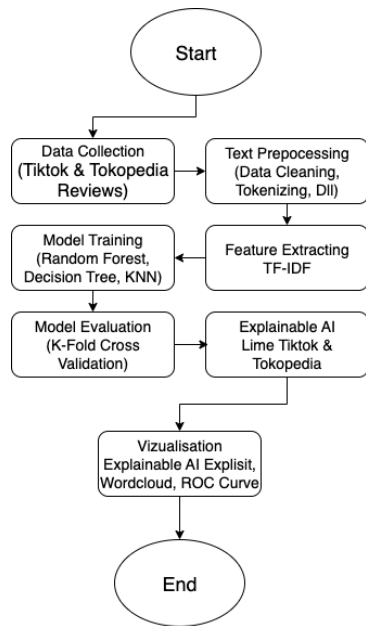 Start
Data Collection
(Tiktok & Tokopedia
Reviews)
Text Prepocessing
(Data Cleaning,
Tokenizing, Dll)
Feature Extracting
TF-IDF
Model Training
(Random Forest,
Decision Tree, KNN)
Model Evaluation
(K-Fold Cross
Validation)
Explainable AI
Lime Tiktok &
Tokopedia
Vizualisation
Explainable AI Explisit,
Wordcloud, ROC Curve
End